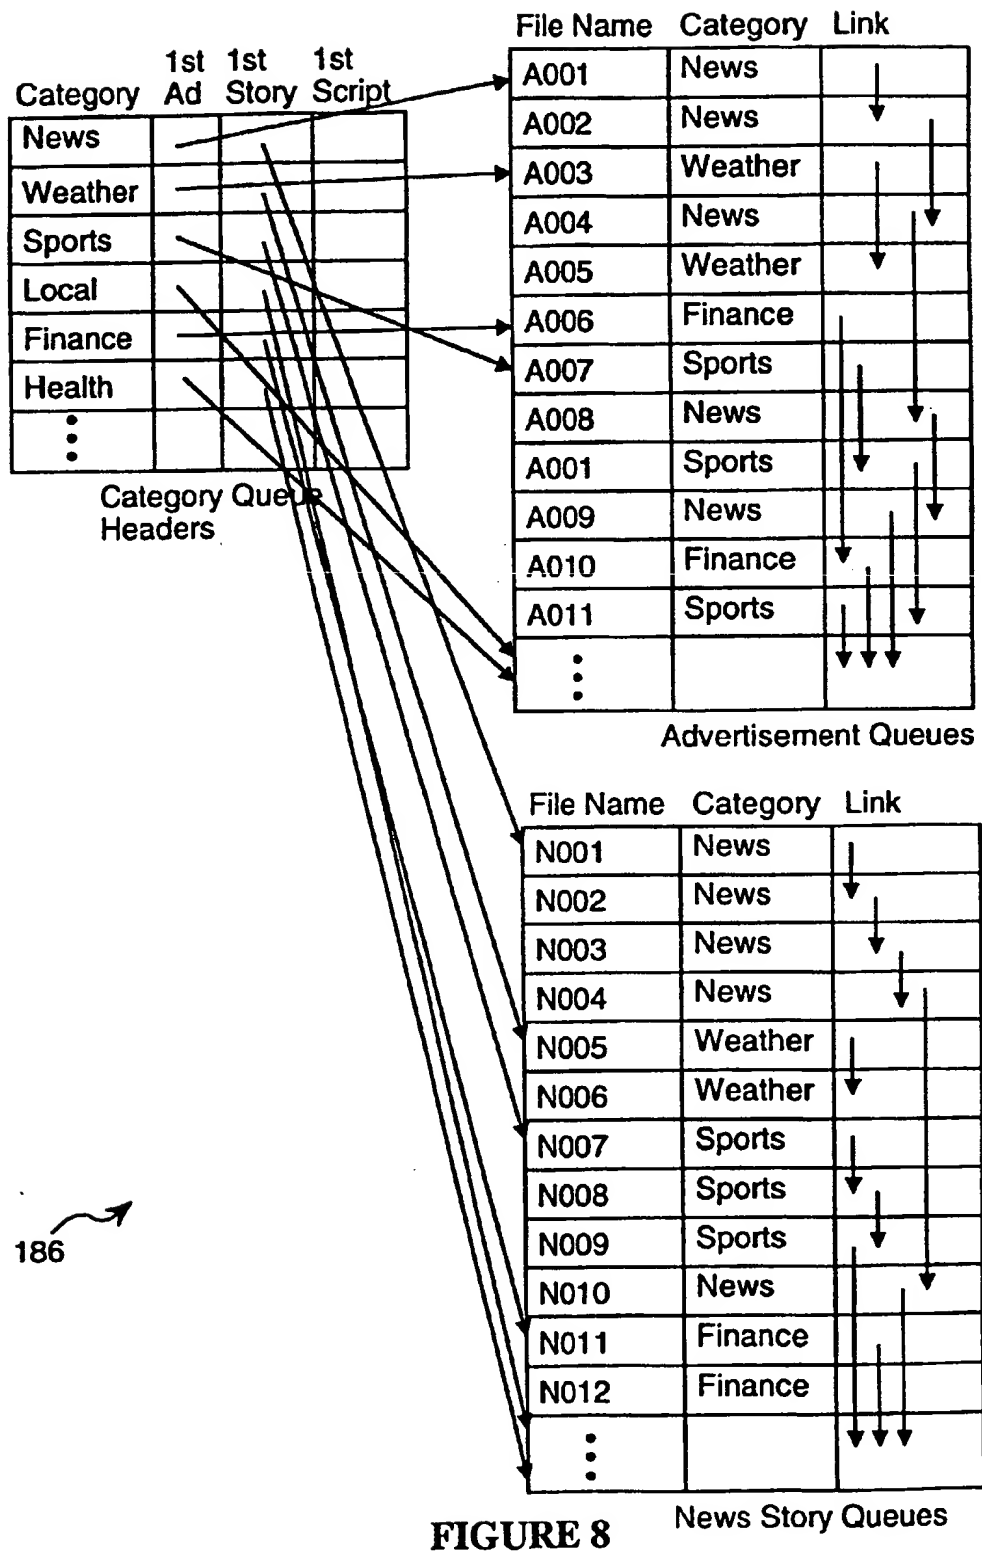 1st 1st 1st
Category Ad Story Script
News
Weather
Sports
Local
Finance
Health
Category Queue
Headers
File Name Category Link
A001 News
A002 News
A003 Weather
A004 News
A005 Weather
A006 Finance
A007 Sports
A008 News
A001 Sports
A009 News
A010 Finance
A011 Sports
Advertisement Queues
File Name Category Link
N001 News
N002 News
N003 News
N004 News
N005 Weather
N006 Weather
N007 Sports
N008 Sports
N009 Sports
N010 News
N011 Finance
N012 Finance
News Story Queues
186
FIGURE 8